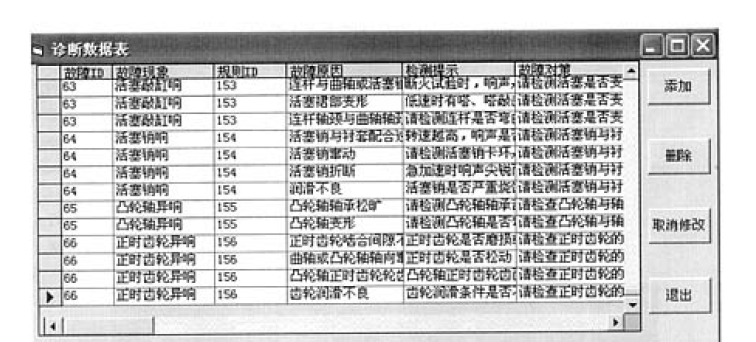 诊断数据表
故障ID 故障现象 规则ID 故障原因 检测提示 故障对策
63 活塞敲缸响 153 连杆与曲轴或活塞销 断火试验时，响声 请检测活塞是否变
63 活塞敲缸响 153 活塞裙部变形 低速时有嗒、嗒敲 请检测活塞是否变
63 活塞敲缸响 153 连杆轴颈与曲轴轴颈 请检测连杆是否弯 请检测活塞是否变
64 活塞销响 154 活塞销与衬套配合 转速越高，响声是 请检测活塞销与衬
64 活塞销响 154 活塞销窜动 请检测活塞销卡环， 请检测活塞销与衬
64 活塞销响 154 活塞销折断 急加速时响声尖锐 请检测活塞销与衬
64 活塞销响 154 润滑不良 活塞销是否严重烧 请检测活塞销与衬
65 凸轮轴异响 155 凸轮轴轴承松旷 请检测凸轮轴轴承 请检查凸轮轴与轴
65 凸轮轴异响 155 凸轮轴变形 请检测凸轮轴是否 请检查凸轮轴与轴
66 正时齿轮异响 156 正时齿轮啮合间隙不 正时齿轮是否磨损 请检查正时齿轮的
66 正时齿轮异响 156 曲轴或凸轮轴轴向 正时齿轮是否松动 请检查正时齿轮的
66 正时齿轮异响 156 凸轮轴正时齿轮轮齿 凸轮轴正时齿轮齿 请检查正时齿轮的
66 正时齿轮异响 156 齿轮润滑不良 齿轮润滑条件是否 请检查正时齿轮的
添加
删除
取消修改
退出